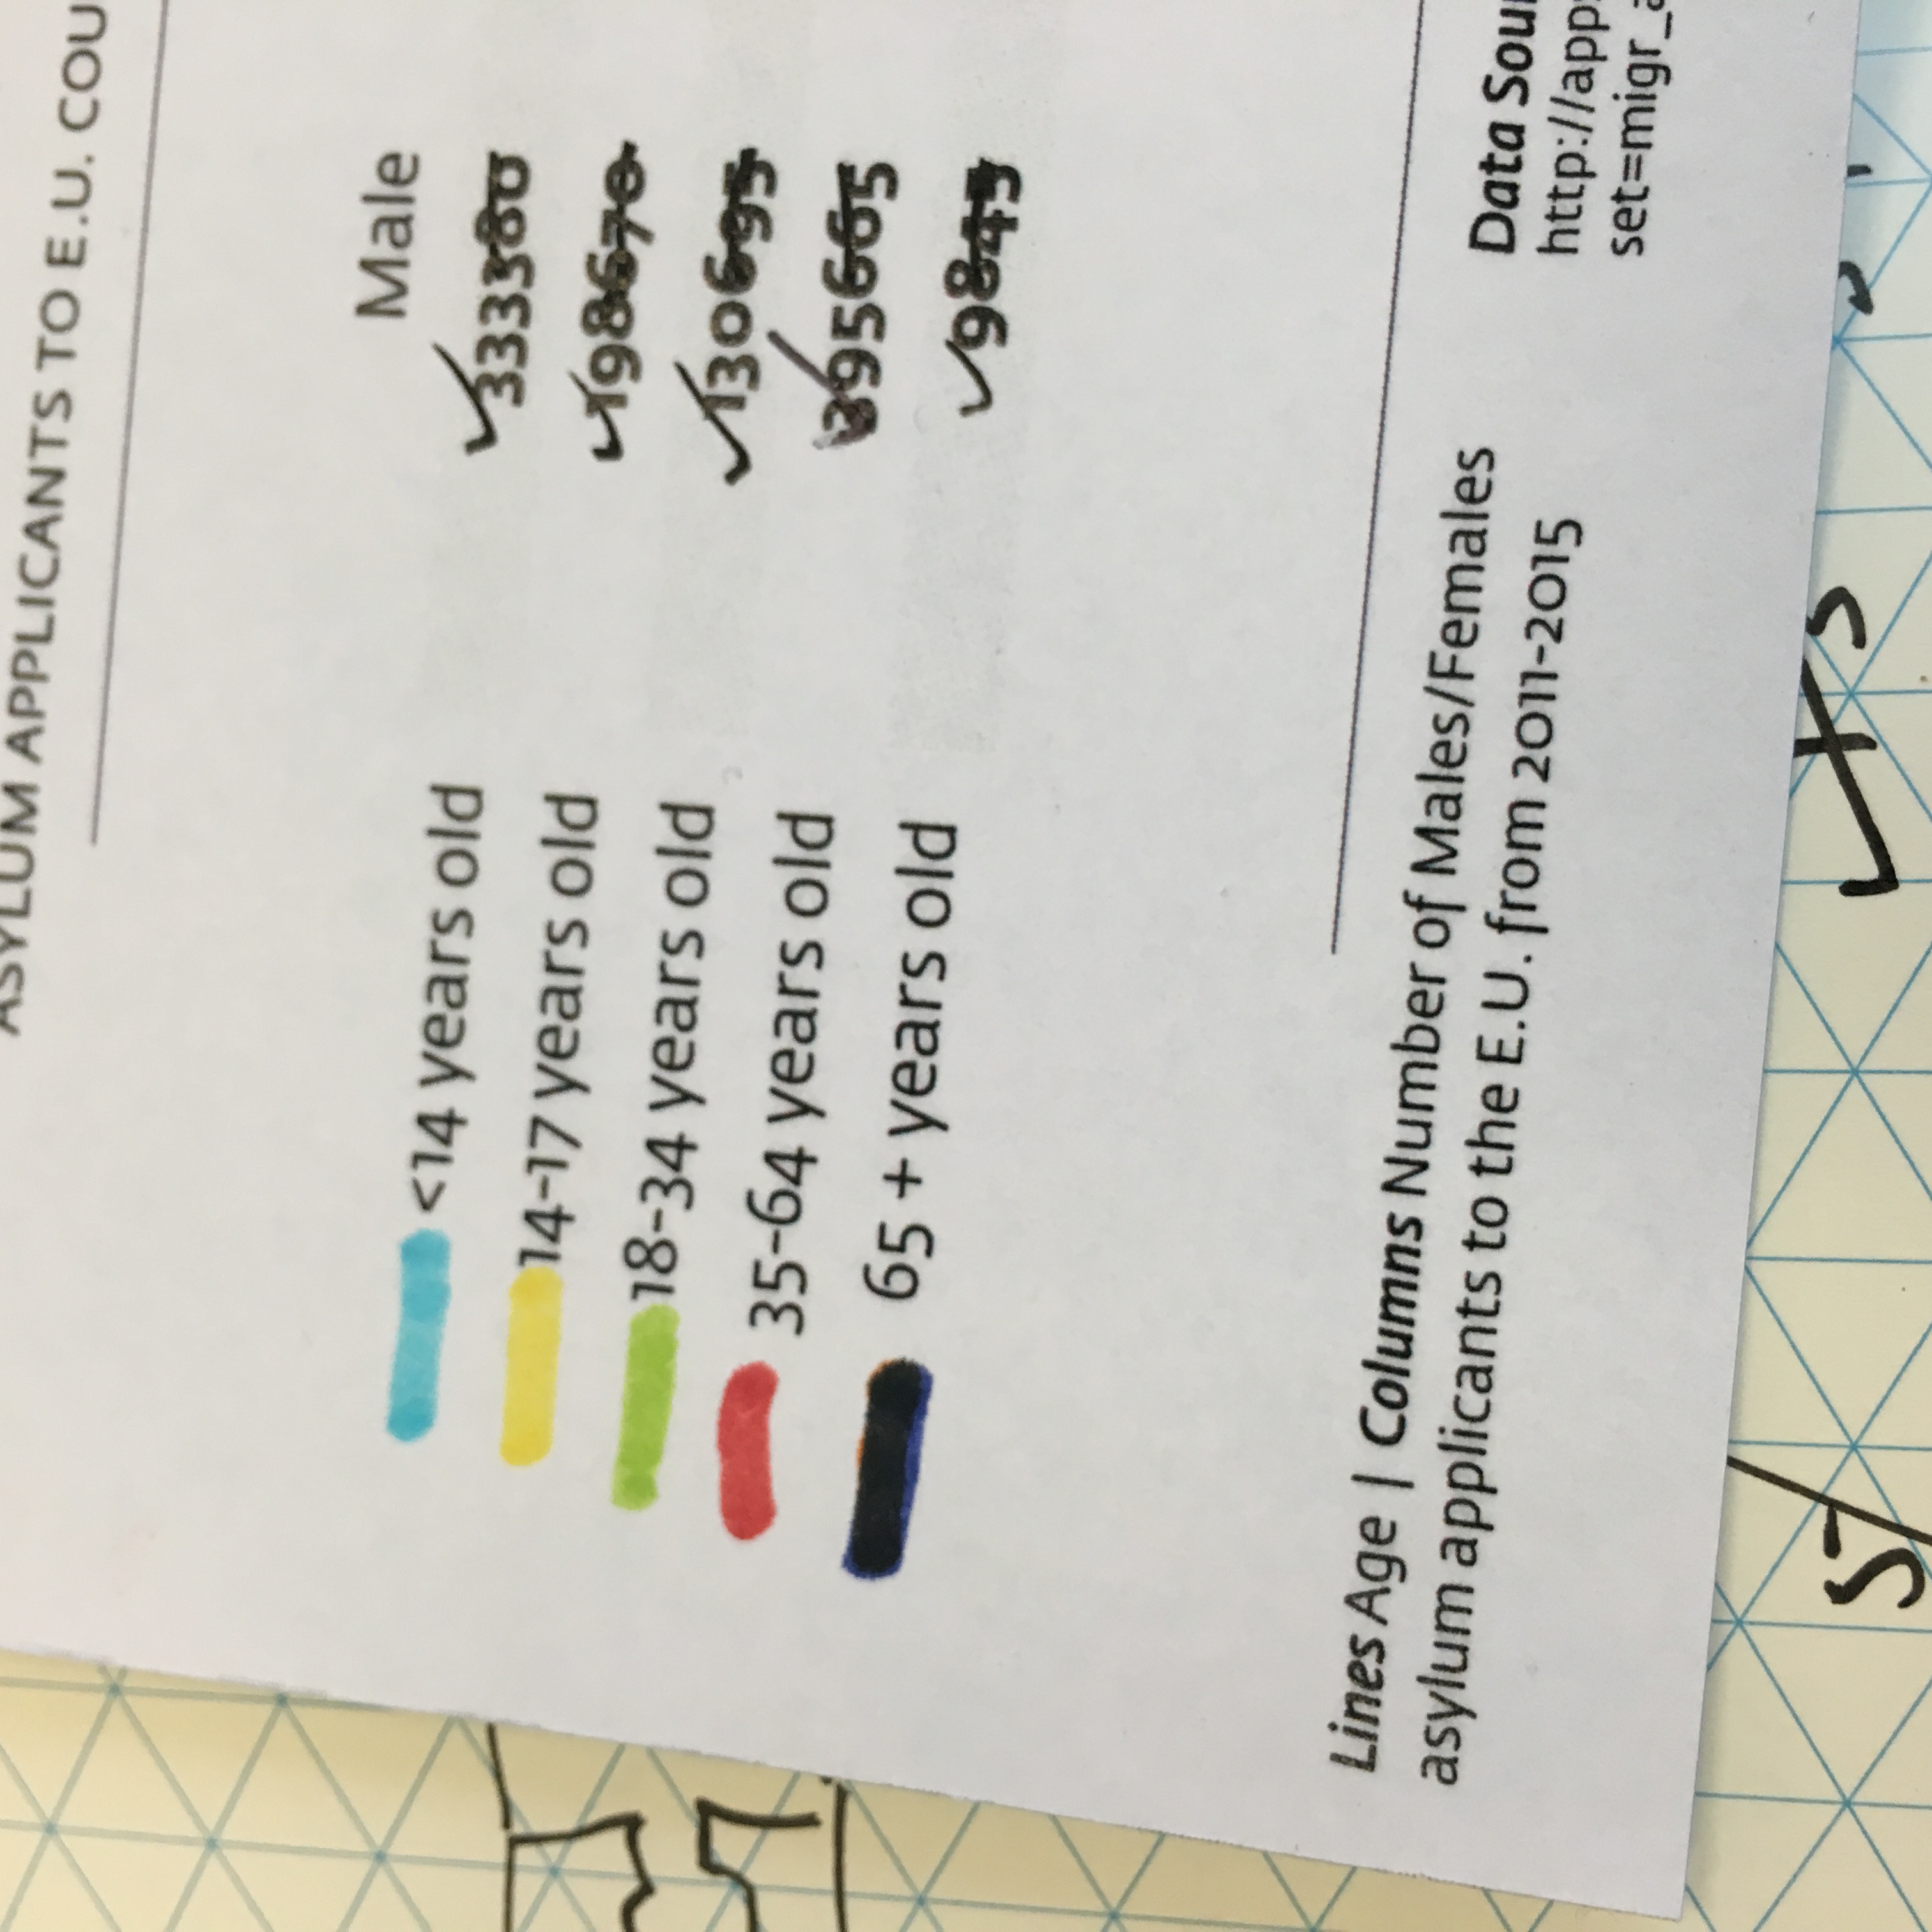 ASYLUM APPLICANTS TO E.U. COU
Male
<14 years old 333380
14-17 years old 198670
18-34 years old 130695
35-64 years old 395665
65 + years old 9845
Lines Age | Columns Number of Males/Females
asylum applicants to the E.U. from 2011-2015
Data Sou
http://app
set=migr_a
5